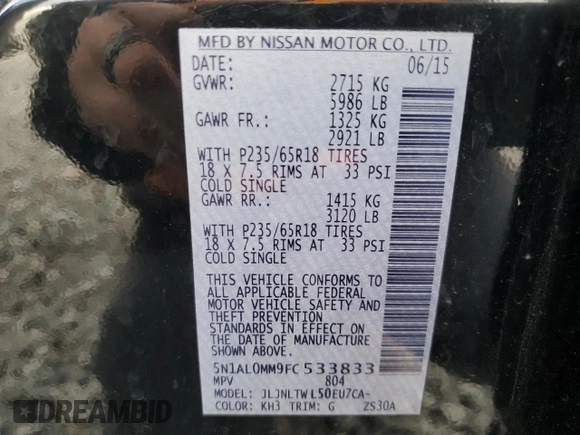 MFD BY NISSAN MOTOR CO., LTD.
DATE: 06/15
GVWR: 2715 KG
5986 LB
GAWR FR.: 1325 KG
2921 LB
WITH P235/65R18 TIRES
18 X 7.5 RIMS AT 33 PSI
COLD SINGLE
GAWR RR.: 1415 KG
3120 LB
WITH P235/65R18 TIRES
18 X 7.5 RIMS AT 33 PSI
COLD SINGLE
THIS VEHICLE CONFORMS TO
ALL APPLICABLE FEDERAL
MOTOR VEHICLE SAFETY AND
THEFT PREVENTION
STANDARDS IN EFFECT ON
THE DATE OF MANUFACTURE
SHOWN ABOVE.
5N1AL0MM9FC533833
MPV 804
MODEL: JLJNLTWL50EU7CA-
COLOR: KH3 TRIM: G ZS30A
AUTOHELPERBOT.COM